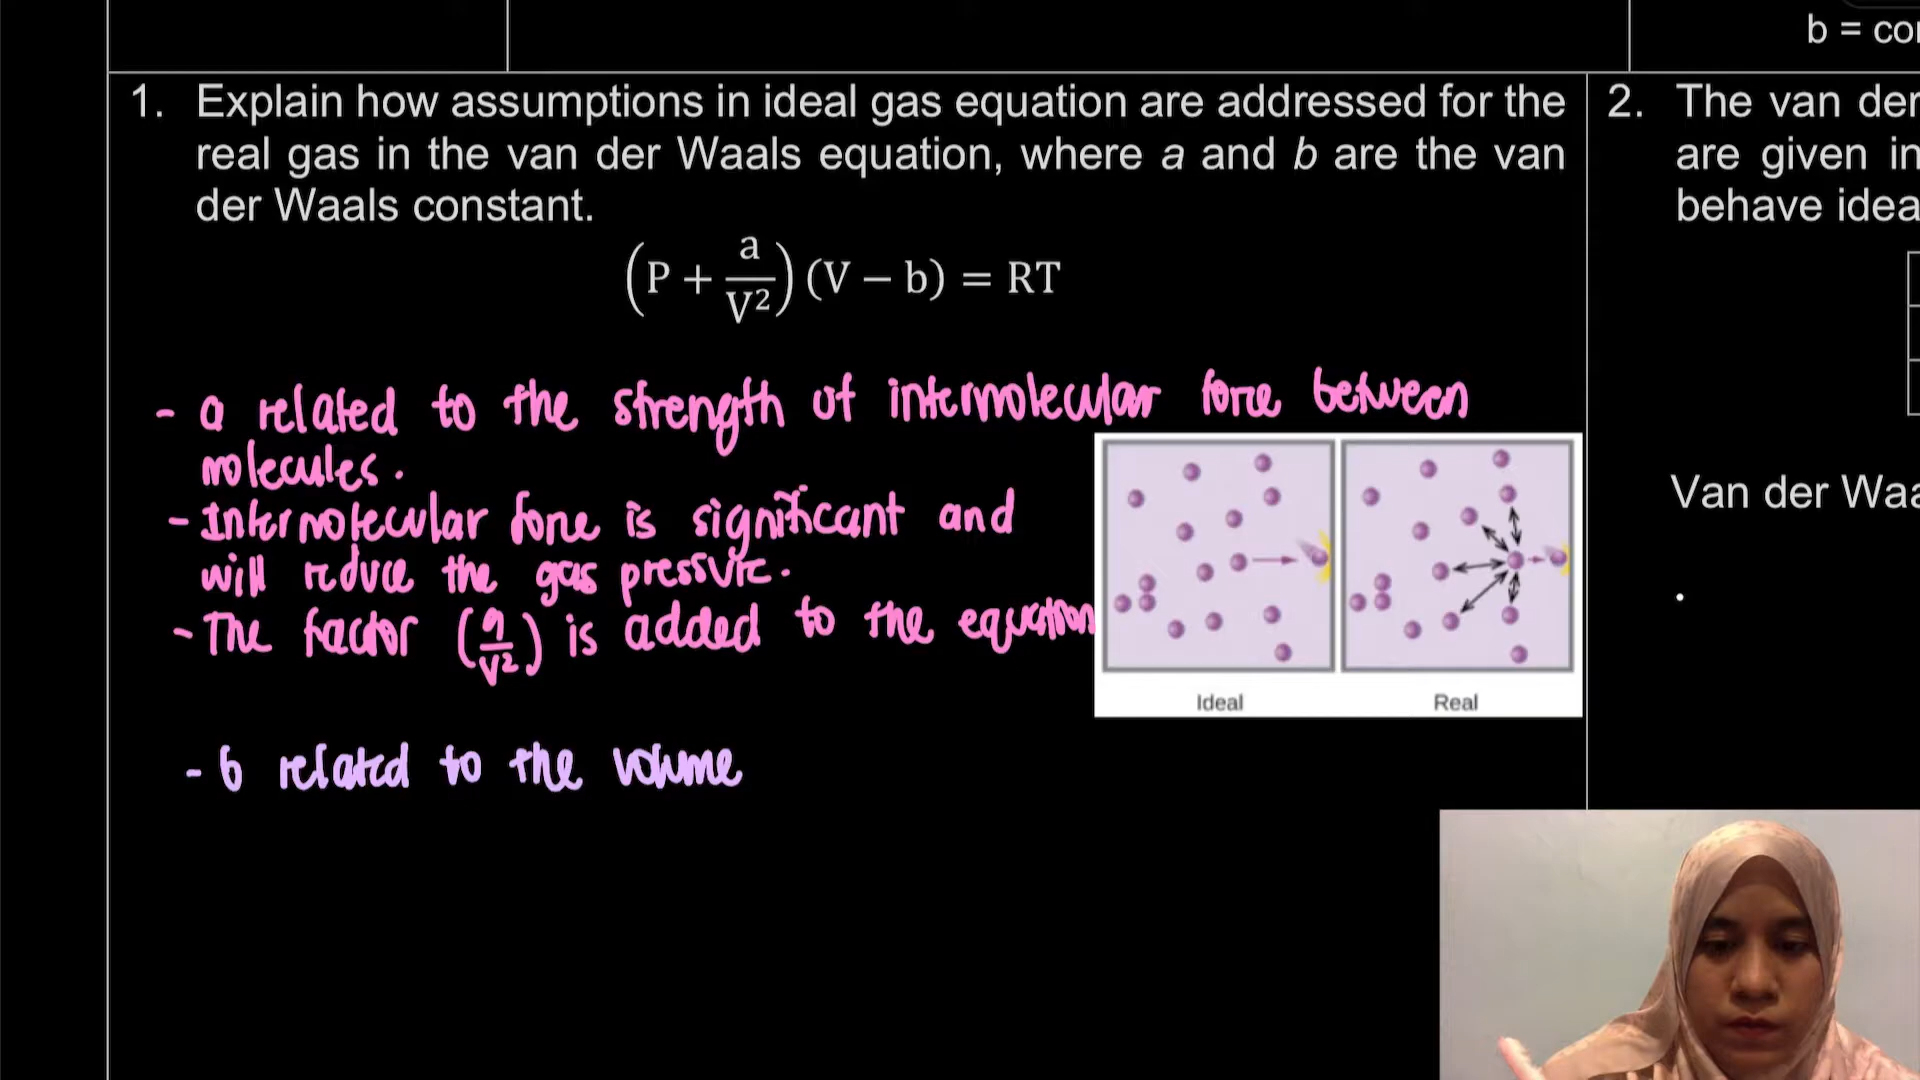 b = co
1. Explain how assumptions in ideal gas equation are addressed for the
real gas in the van der Waals equation, where a and b are the van
der Waals constant.
(P + a/V²) (V − b) = RT
- a related to the strength of intermolecular force between
molecules.
- Intermolecular force is significant and
will reduce the gas pressure.
- The factor (a/V²) is added to the equation
Ideal
Real
- b related to the volume
2. The van der
are given in
behave idea
Van der Waa